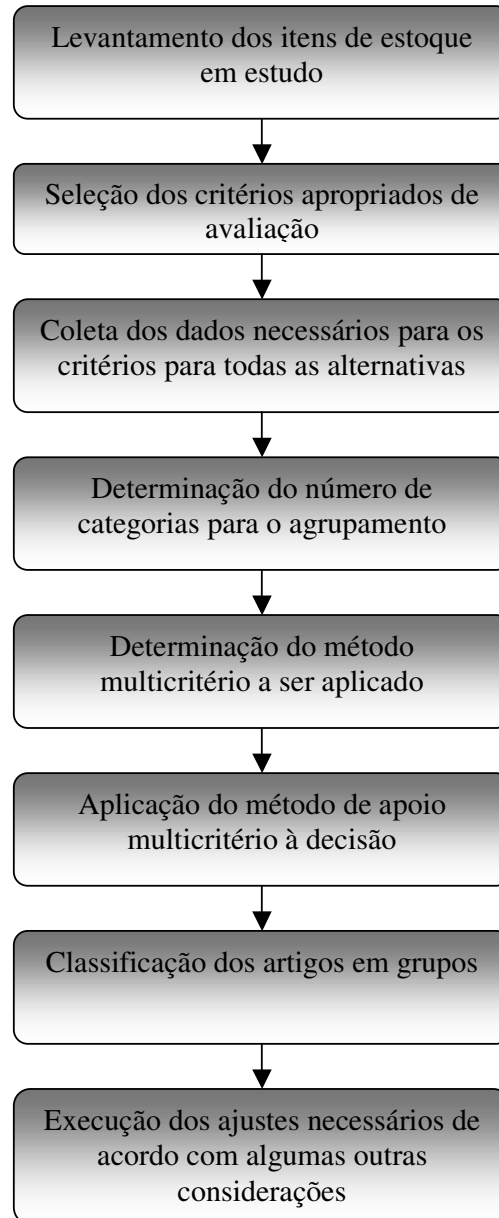 Levantamento dos itens de estoque
em estudo
Seleção dos critérios apropriados de
avaliação
Coleta dos dados necessários para os
critérios para todas as alternativas
Determinação do número de
categorias para o agrupamento
Determinação do método
multicritério a ser aplicado
Aplicação do método de apoio
multicritério à decisão
Classificação dos artigos em grupos
Execução dos ajustes necessários de
acordo com algumas outras
considerações